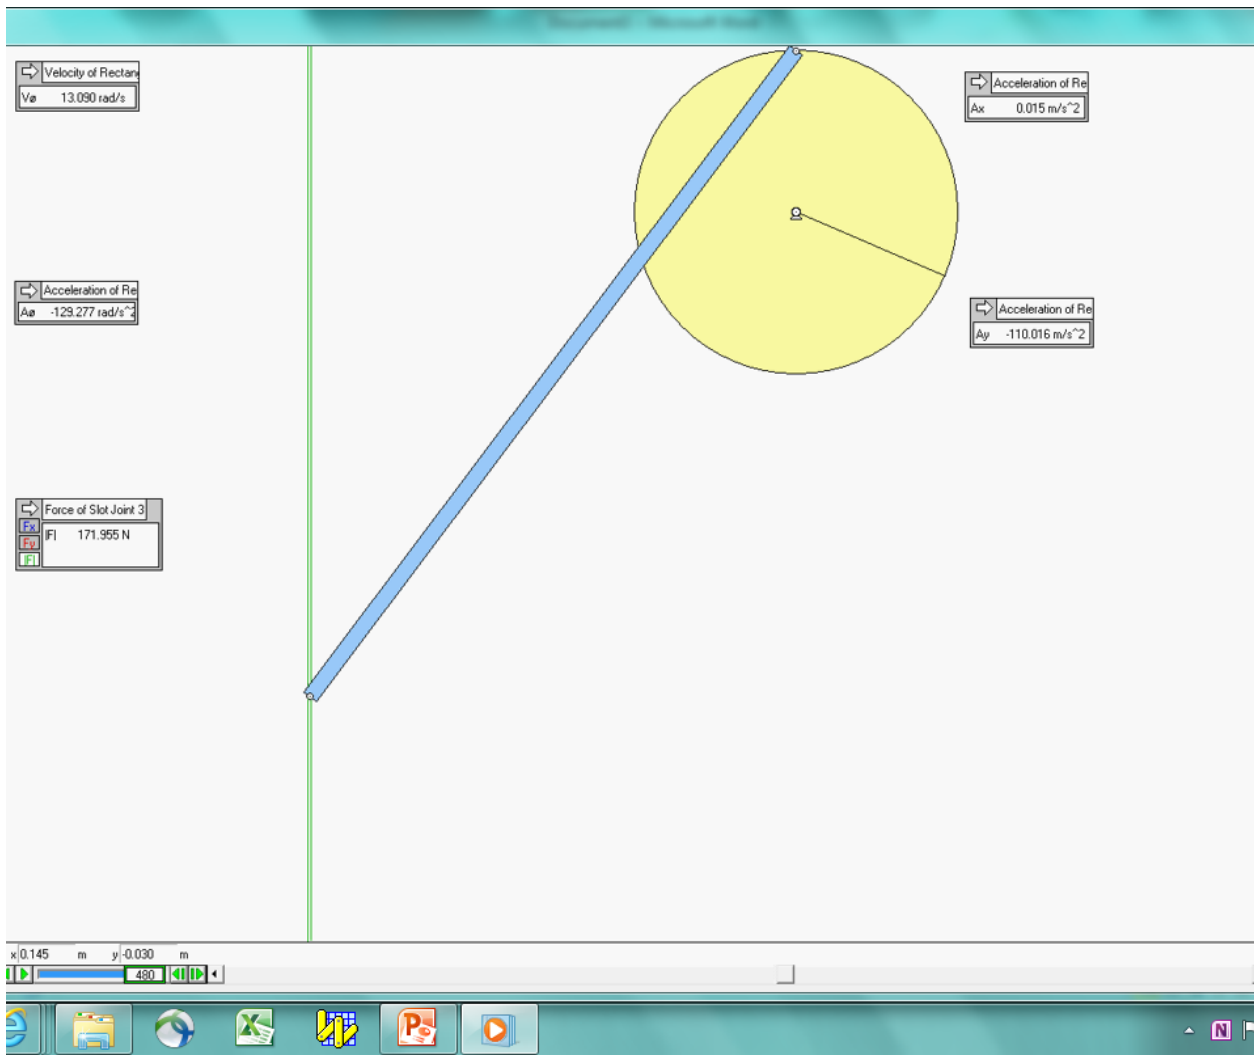 Velocity of Rectan
Vø 13.090 rad/s
Acceleration of Re
Ax 0.015 m/s^2
Acceleration of Re
Aø -129.277 rad/s^2
Acceleration of Re
Ay -110.016 m/s^2
Force of Slot Joint 3
Fx
Fy
|F|
|F| 171.955 N
x 0.145 m y -0.030 m
480
N